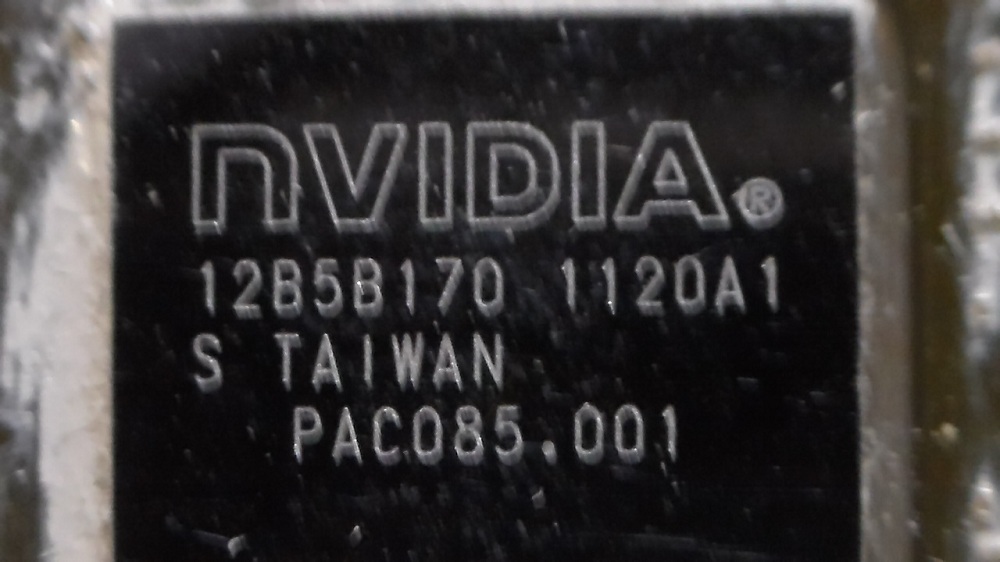 nVIDIA®
12B5B170 1120A1
S TAIWAN
PAC085.001